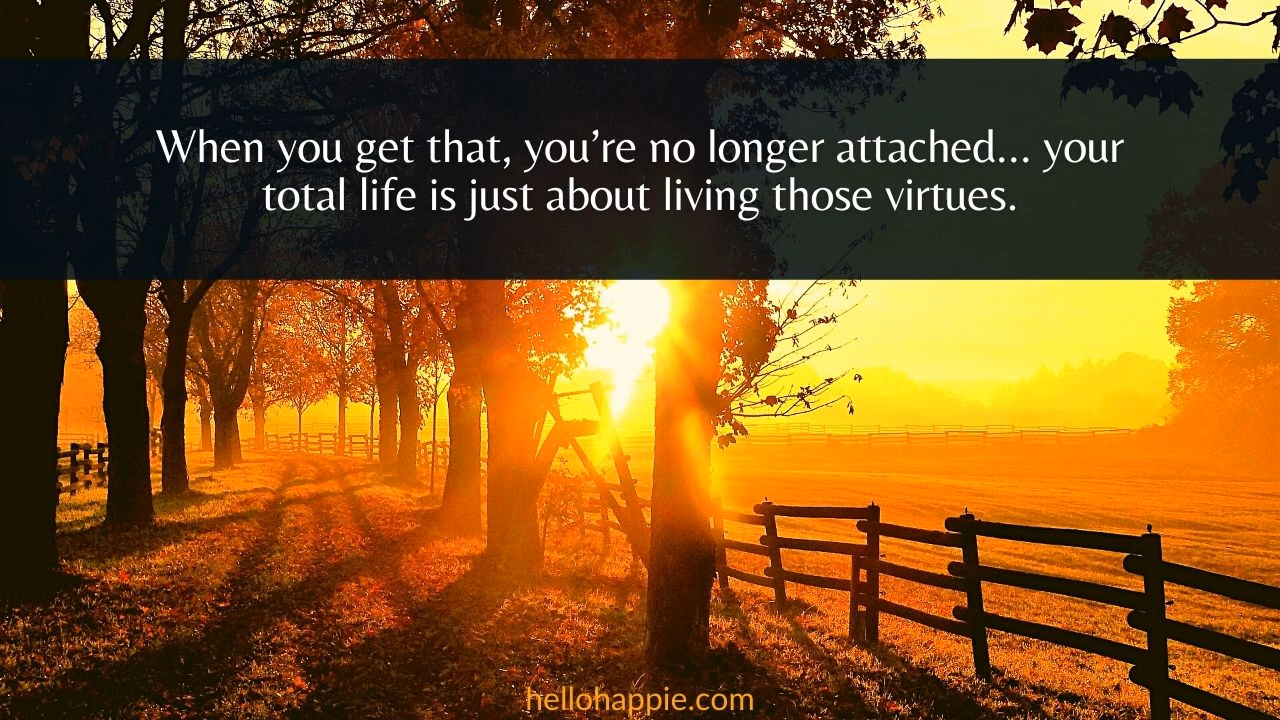 When you get that, you’re no longer attached... your
total life is just about living those virtues.
hellohappie.com